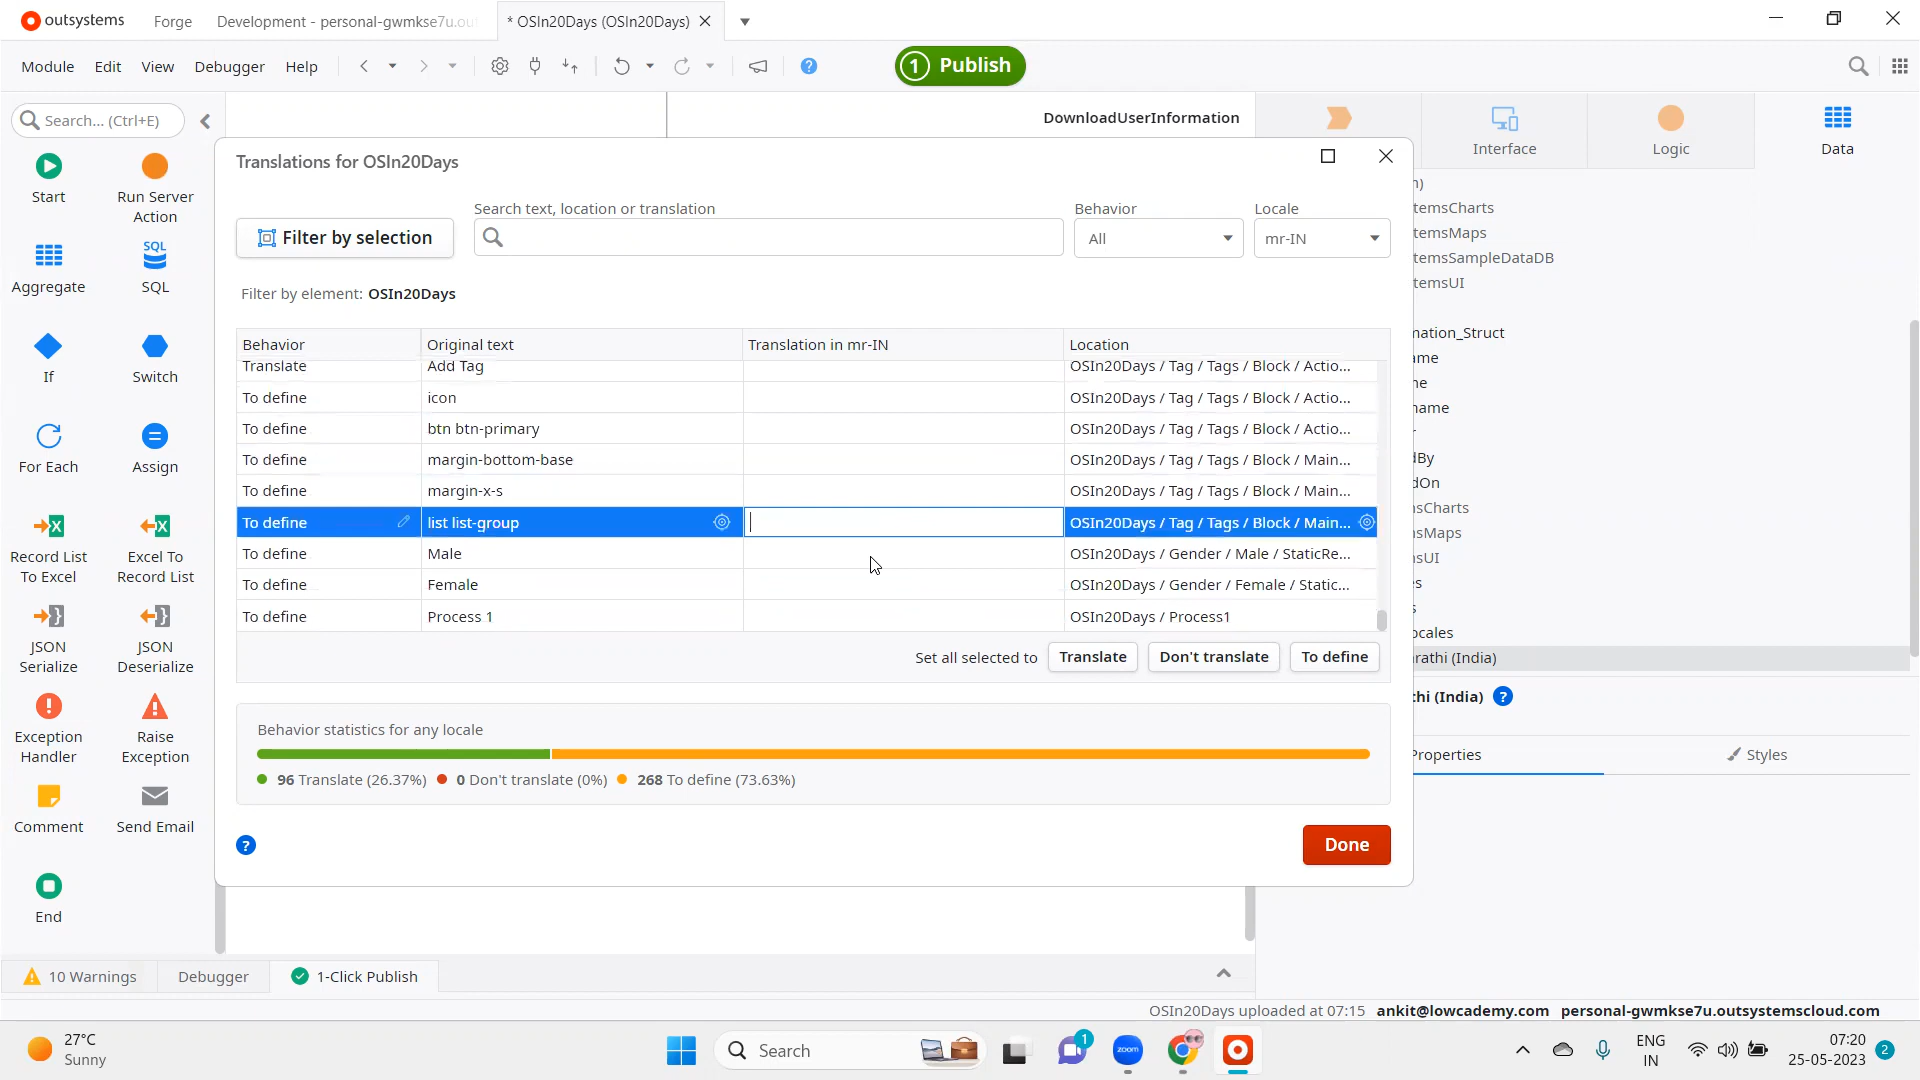 outsystems
Forge
Development - personal-gwmkse7u.ou
* OSIn20Days (OSIn20Days)
Module
Edit
View
Debugger
Help
1
Publish
Search... (Ctrl+E)
Start
Run Server
Action
Aggregate
SQL
SQL
If
Switch
For Each
Assign
Record List
To Excel
Excel To
Record List
JSON
Serialize
JSON
Deserialize
Exception
Handler
Raise
Exception
Comment
Send Email
End
DownloadUserInformation
Translations for OSIn20Days
Filter by selection
Search text, location or translation
Behavior
All
Locale
mr-IN
Filter by element: OSIn20Days
Behavior Original text Translation in mr-IN Location
Translate Add Tag OSIn20Days / Tag / Tags / Block / Actio...
To define icon OSIn20Days / Tag / Tags / Block / Actio...
To define btn btn-primary OSIn20Days / Tag / Tags / Block / Actio...
To define margin-bottom-base OSIn20Days / Tag / Tags / Block / Main...
To define margin-x-s OSIn20Days / Tag / Tags / Block / Main...
To define list list-group OSIn20Days / Tag / Tags / Block / Main...
To define Male OSIn20Days / Gender / Male / StaticRe...
To define Female OSIn20Days / Gender / Female / Static...
To define Process 1 OSIn20Days / Process1
Set all selected to Translate Don't translate To define
Behavior statistics for any locale
96 Translate (26.37%) 0 Don't translate (0%) 268 To define (73.63%)
?
Done
Interface
Logic
Data
temsCharts
temsMaps
temsSampleDataDB
temsUI
mation_Struct
me
me
name
r
dBy
dOn
sCharts
sMaps
sUI
es
s
ocales
rathi (India)
thi (India) ?
Properties
Styles
10 Warnings
Debugger
1-Click Publish
OSIn20Days uploaded at 07:15 ankit@lowcademy.com personal-gwmkse7u.outsystemscloud.com
27°C
Sunny
Search
1
zoom
ENG
IN
07:20
25-05-2023
2